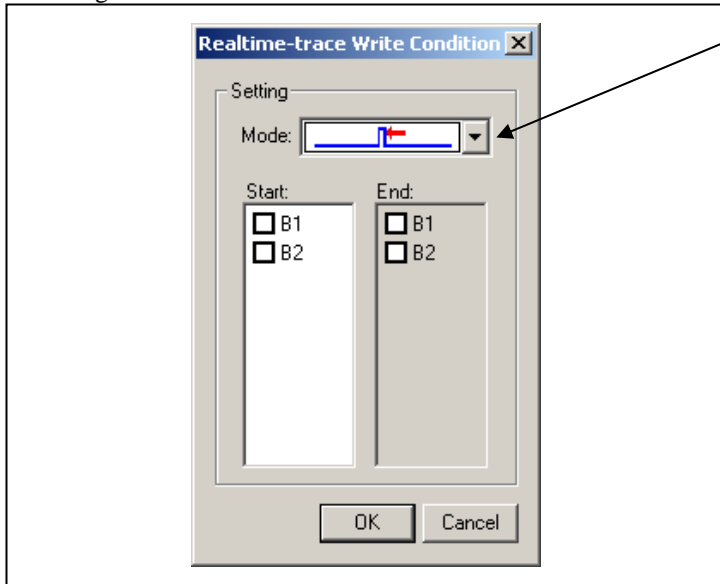 Realtime-trace Write Condition
Setting
Mode:
Start: End:
B1 B1
B2 B2
OK Cancel